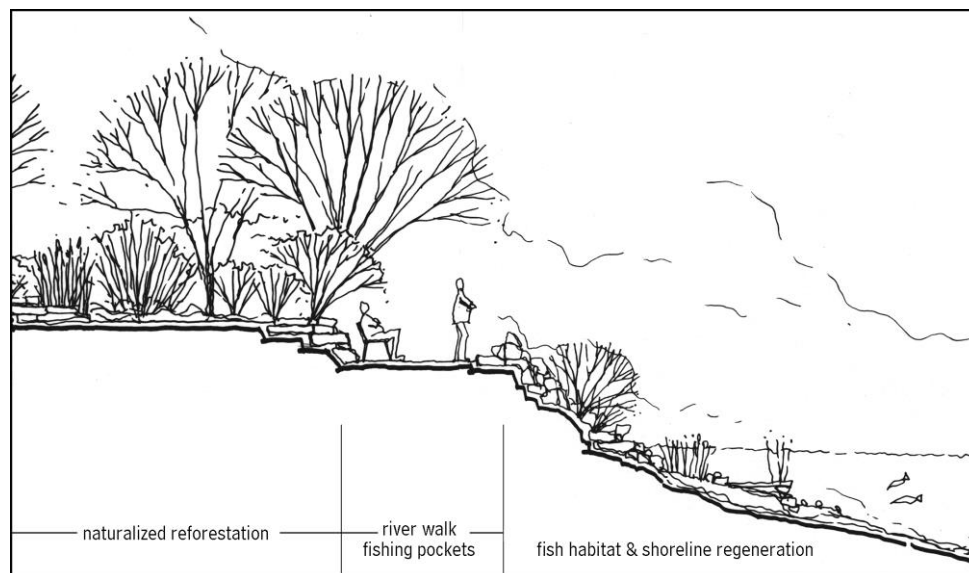 naturalized reforestation
river walk
fishing pockets
fish habitat & shoreline regeneration